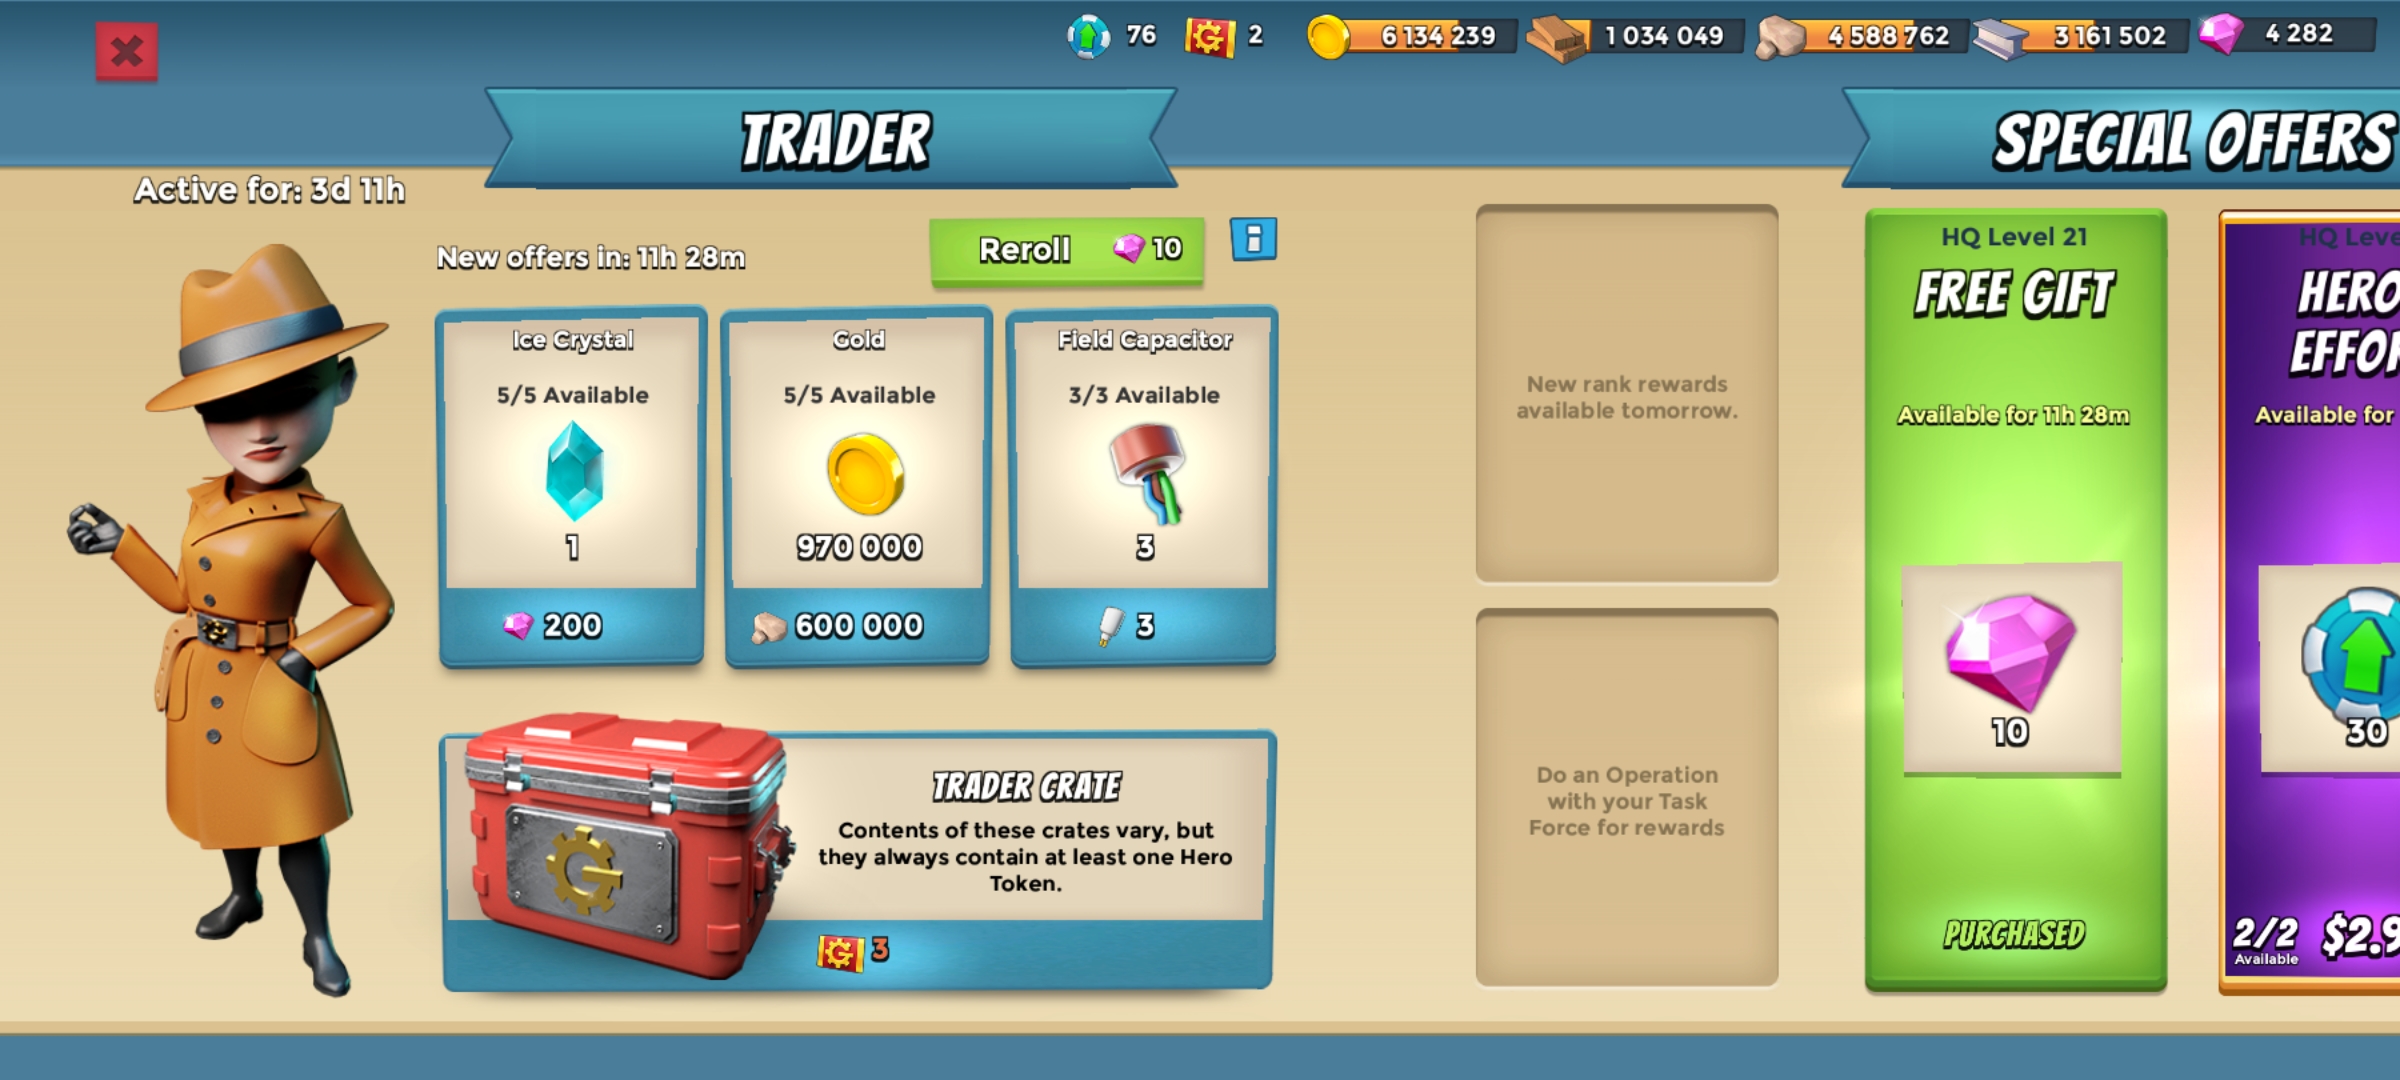 76
2
6 134 239
1 034 049
4 588 762
3 161 502
4 282
TRADER
SPECIAL OFFERS
Active for: 3d 11h
New offers in: 11h 28m
Reroll 10
Ice Crystal
5/5 Available
1
200
Gold
5/5 Available
970 000
600 000
Field Capacitor
3/3 Available
3
3
TRADER CRATE
Contents of these crates vary, but
they always contain at least one Hero
Token.
3
New rank rewards
available tomorrow.
Do an Operation
with your Task
Force for rewards
HQ Level 21
FREE GIFT
Available for 11h 28m
10
PURCHASED
HQ
HERO
Available for
30
2/2
Available